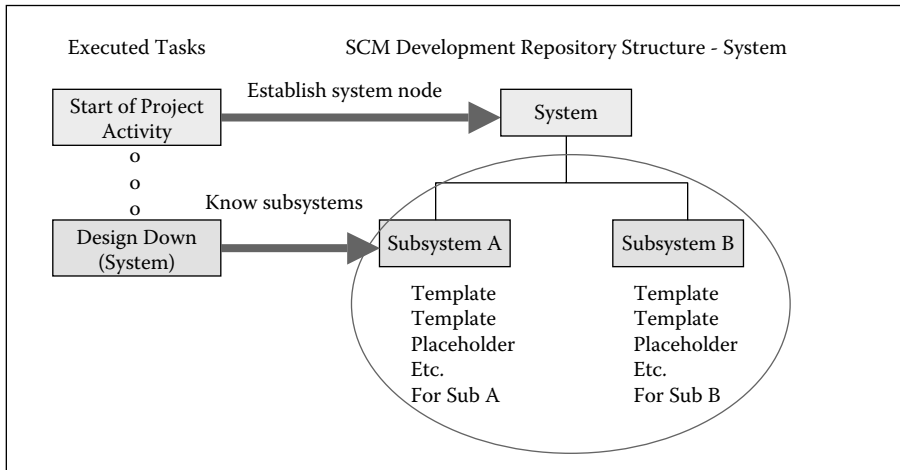 Executed Tasks
SCM Development Repository Structure - System
Establish system node
Start of Project
Activity
System
o
o
o
Know subsystems
Design Down
(System)
Subsystem A
Subsystem B
Template
Template
Placeholder
Etc.
For Sub A
Template
Template
Placeholder
Etc.
For Sub B